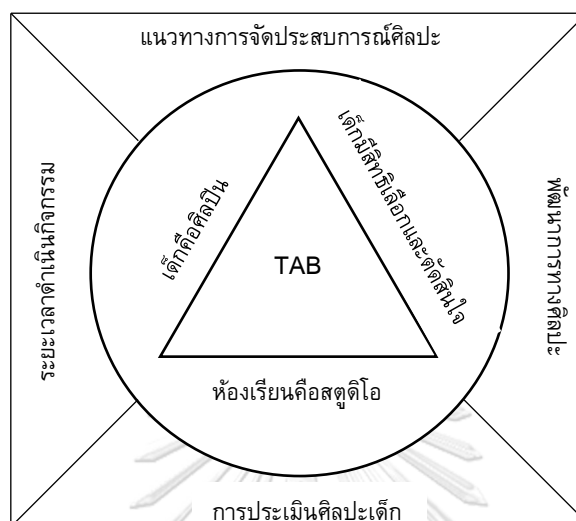 แนวทางการจัดประสบการณ์ศิลปะ
เด็กคือศิลปิน
เด็กมีสิทธิเลือกและตัดสินใจ
ระยะเวลาดำเนินกิจกรรม
TAB
พัฒนาการทางศิลปะ
ห้องเรียนคือสตูดิโอ
การประเมินศิลปะเด็ก